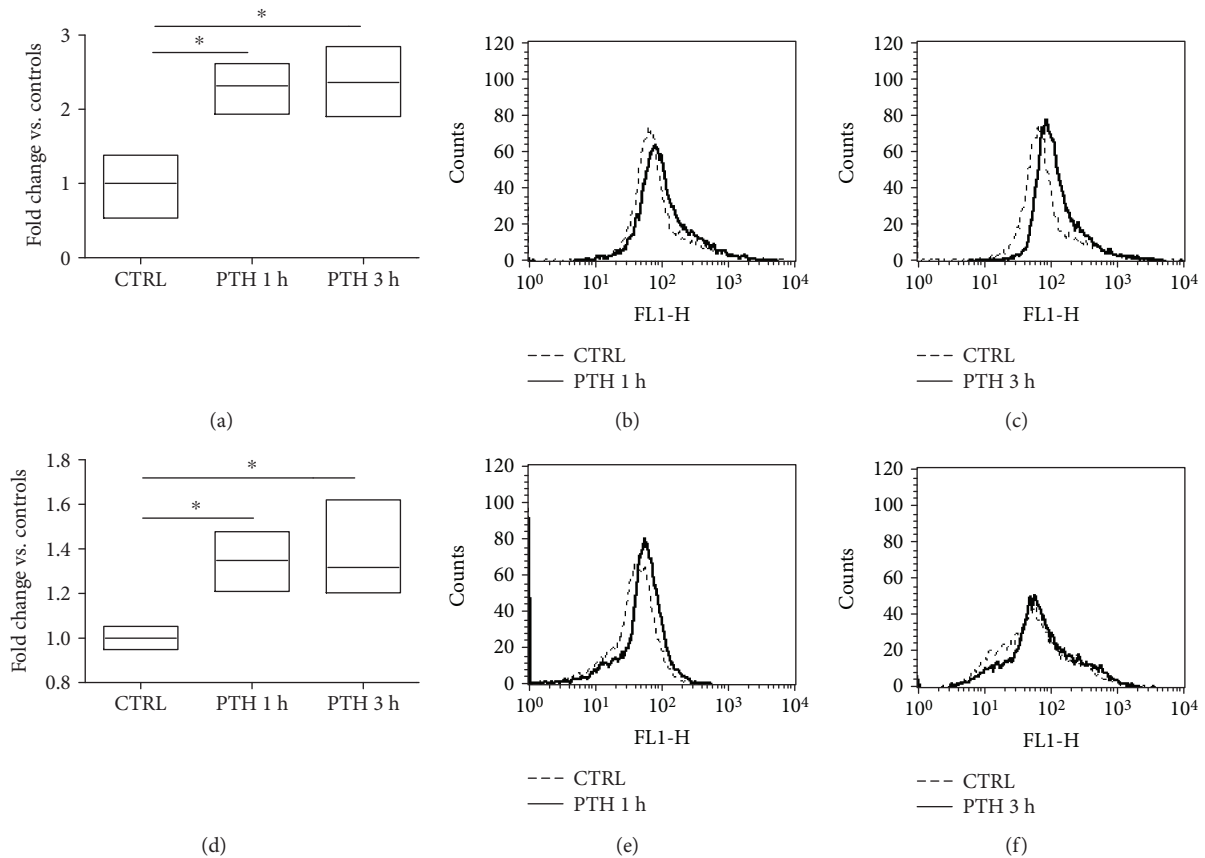 Fold change vs. controls
3
2
1
0
*
*
CTRL
PTH 1 h
PTH 3 h
(a)
Counts
120
100
80
60
40
20
0
10⁰
10¹
10²
10³
10⁴
FL1-H
CTRL
PTH 1 h
(b)
Counts
120
100
80
60
40
20
0
10⁰
10¹
10²
10³
10⁴
FL1-H
CTRL
PTH 3 h
(c)
Fold change vs. controls
1.8
1.6
1.4
1.2
1.0
0.8
*
*
CTRL
PTH 1 h
PTH 3 h
(d)
Counts
120
100
80
60
40
20
0
10⁰
10¹
10²
10³
10⁴
FL1-H
CTRL
PTH 1 h
(e)
Counts
120
100
80
60
40
20
0
10⁰
10¹
10²
10³
10⁴
FL1-H
CTRL
PTH 3 h
(f)